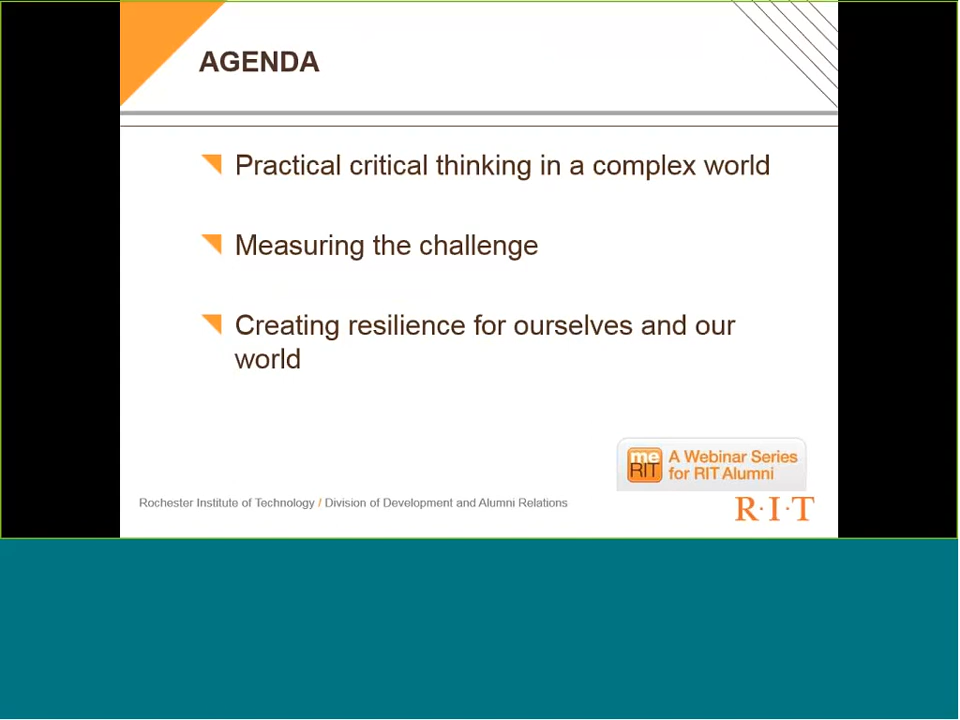 AGENDA
Practical critical thinking in a complex world
Measuring the challenge
Creating resilience for ourselves and our
world
me
RIT
A Webinar Series
for RIT Alumni
Rochester Institute of Technology / Division of Development and Alumni Relations
R·I·T